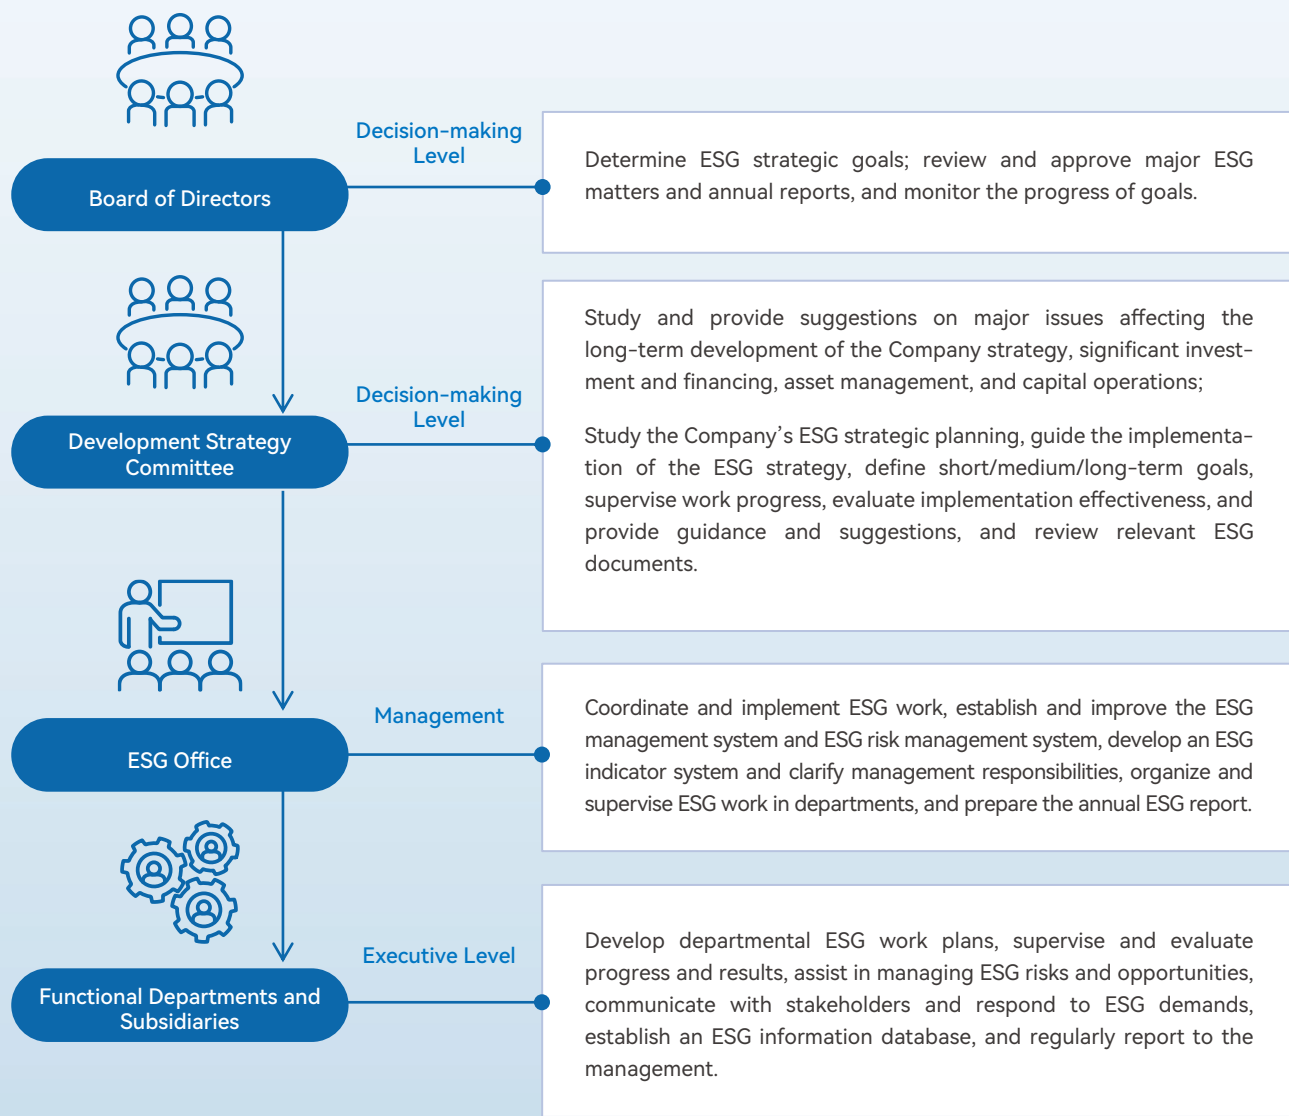 Decision-making
Level
Board of Directors
Determine ESG strategic goals; review and approve major ESG
matters and annual reports, and monitor the progress of goals.
Decision-making
Level
Development Strategy
Committee
Study and provide suggestions on major issues affecting the
long-term development of the Company strategy, significant invest-
ment and financing, asset management, and capital operations;
Study the Company’s ESG strategic planning, guide the implementa-
tion of the ESG strategy, define short/medium/long-term goals,
supervise work progress, evaluate implementation effectiveness, and
provide guidance and suggestions, and review relevant ESG
documents.
Management
ESG Office
Coordinate and implement ESG work, establish and improve the ESG
management system and ESG risk management system, develop an ESG
indicator system and clarify management responsibilities, organize and
supervise ESG work in departments, and prepare the annual ESG report.
Executive Level
Functional Departments and
Subsidiaries
Develop departmental ESG work plans, supervise and evaluate
progress and results, assist in managing ESG risks and opportunities,
communicate with stakeholders and respond to ESG demands,
establish an ESG information database, and regularly report to the
management.